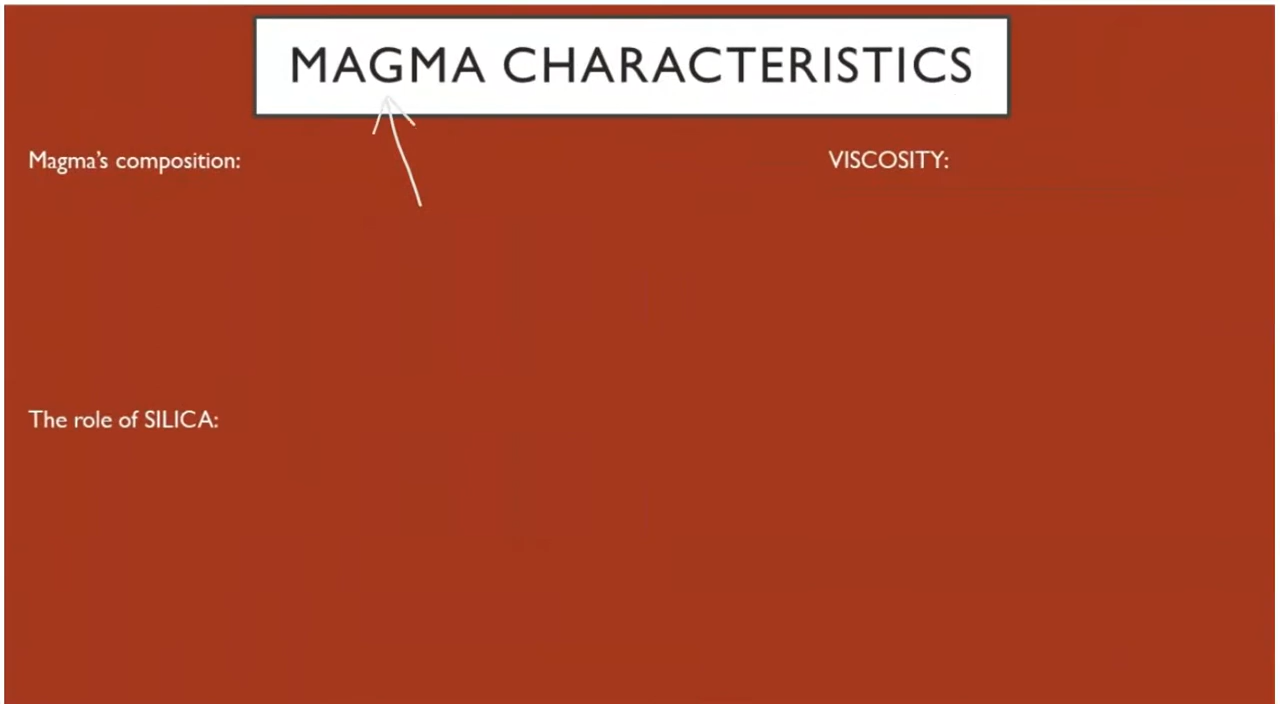 MAGMA CHARACTERISTICS
Magma's composition:
VISCOSITY:
The role of SILICA: